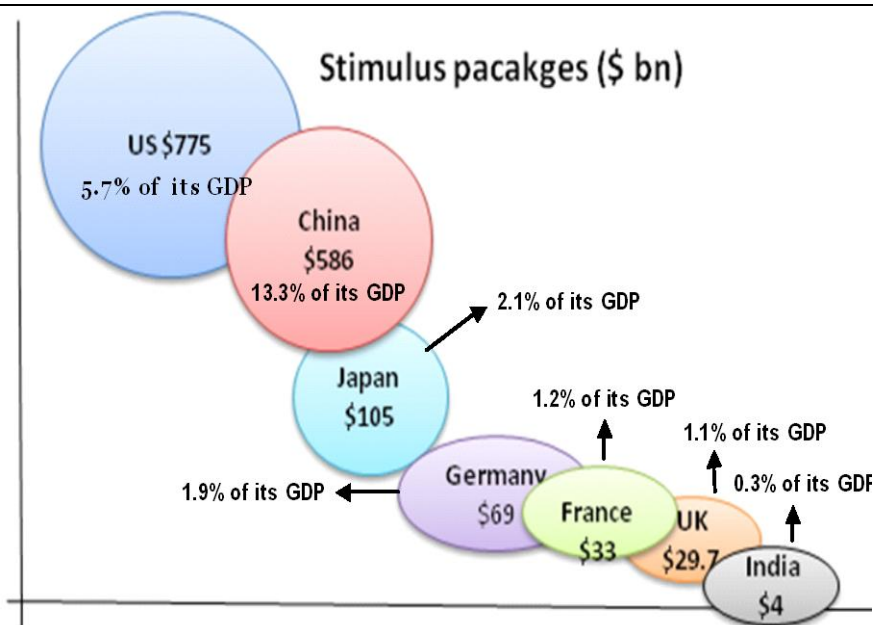 Stimulus pacakges ($ bn)
US $775
5.7% of its GDP
China
$586
13.3% of its GDP
2.1% of its GDP
Japan
$105
1.2% of its GDP
1.1% of its GDP
Germany
$69
1.9% of its GDP
0.3% of its GDP
France
$33
UK
$29.7
India
$4